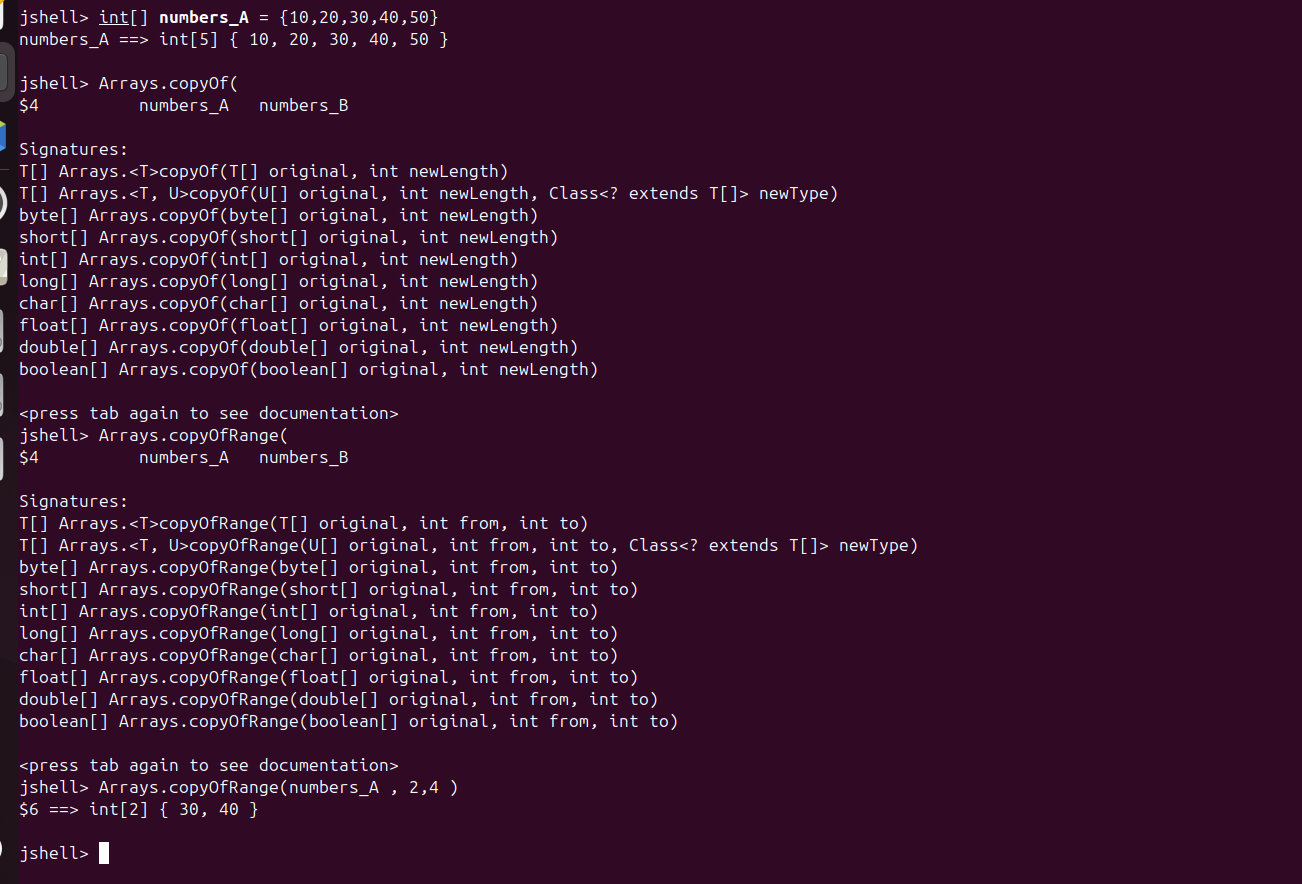 jshell> int[] numbers_A = {10,20,30,40,50}
numbers_A ==> int[5] { 10, 20, 30, 40, 50 }
jshell> Arrays.copyOf(
$4          numbers_A   numbers_B
Signatures:
T[] Arrays.<T>copyOf(T[] original, int newLength)
T[] Arrays.<T, U>copyOf(U[] original, int newLength, Class<? extends T[]> newType)
byte[] Arrays.copyOf(byte[] original, int newLength)
short[] Arrays.copyOf(short[] original, int newLength)
int[] Arrays.copyOf(int[] original, int newLength)
long[] Arrays.copyOf(long[] original, int newLength)
char[] Arrays.copyOf(char[] original, int newLength)
float[] Arrays.copyOf(float[] original, int newLength)
double[] Arrays.copyOf(double[] original, int newLength)
boolean[] Arrays.copyOf(boolean[] original, int newLength)
<press tab again to see documentation>
jshell> Arrays.copyOfRange(
$4          numbers_A   numbers_B
Signatures:
T[] Arrays.<T>copyOfRange(T[] original, int from, int to)
T[] Arrays.<T, U>copyOfRange(U[] original, int from, int to, Class<? extends T[]> newType)
byte[] Arrays.copyOfRange(byte[] original, int from, int to)
short[] Arrays.copyOfRange(short[] original, int from, int to)
int[] Arrays.copyOfRange(int[] original, int from, int to)
long[] Arrays.copyOfRange(long[] original, int from, int to)
char[] Arrays.copyOfRange(char[] original, int from, int to)
float[] Arrays.copyOfRange(float[] original, int from, int to)
double[] Arrays.copyOfRange(double[] original, int from, int to)
boolean[] Arrays.copyOfRange(boolean[] original, int from, int to)
<press tab again to see documentation>
jshell> Arrays.copyOfRange(numbers_A , 2,4 )
$6 ==> int[2] { 30, 40 }
jshell>